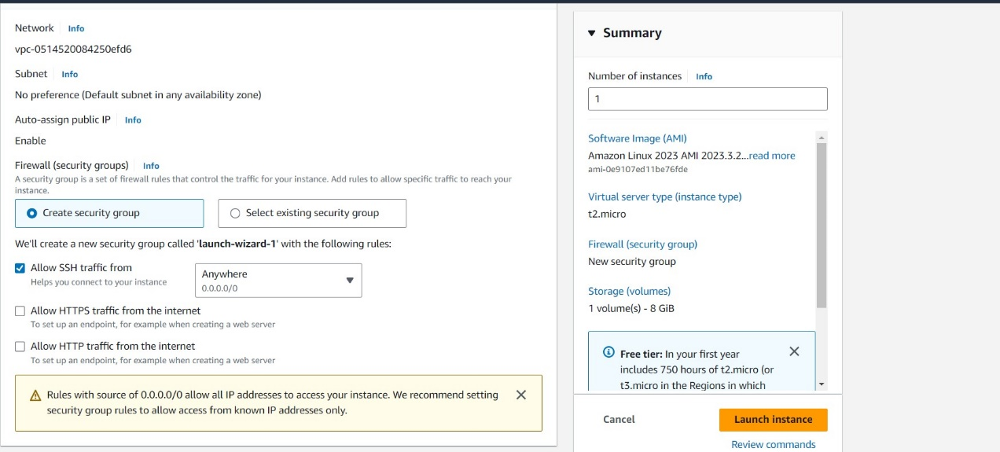 Network Info
vpc-0514520084250efd6
Subnet Info
No preference (Default subnet in any availability zone)
Auto-assign public IP Info
Enable
Firewall (security groups) Info
A security group is a set of firewall rules that control the traffic for your instance. Add rules to allow specific traffic to reach your
instance.
Create security group
Select existing security group
We'll create a new security group called 'launch-wizard-1' with the following rules:
Allow SSH traffic from
Helps you connect to your instance
Anywhere
0.0.0.0/0
Allow HTTPS traffic from the internet
To set up an endpoint, for example when creating a web server
Allow HTTP traffic from the internet
To set up an endpoint, for example when creating a web server
Rules with source of 0.0.0.0/0 allow all IP addresses to access your instance. We recommend setting
security group rules to allow access from known IP addresses only.
Summary
Number of instances Info
1
Software Image (AMI)
Amazon Linux 2023 AMI 2023.3.2...read more
ami-0e9107ed11be76fde
Virtual server type (instance type)
t2.micro
Firewall (security group)
New security group
Storage (volumes)
1 volume(s) - 8 GiB
Free tier: In your first year
includes 750 hours of t2.micro (or
t3.micro in the Regions in which
Cancel
Launch instance
Review commands